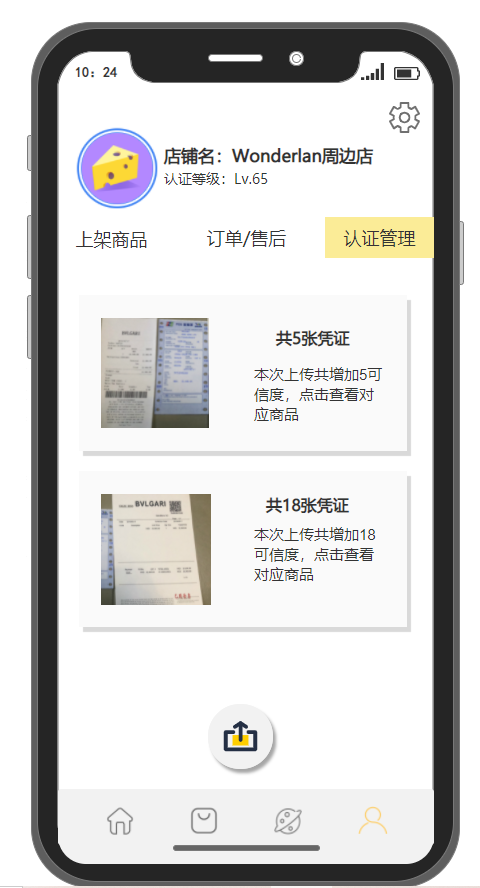 10：24
店铺名：Wonderlan周边店
认证等级：Lv.65
上架商品
订单/售后
认证管理
共5张凭证
本次上传共增加5可
信度，点击查看对
应商品
BVLGARI
共18张凭证
本次上传共增加18
可信度，点击查看
对应商品